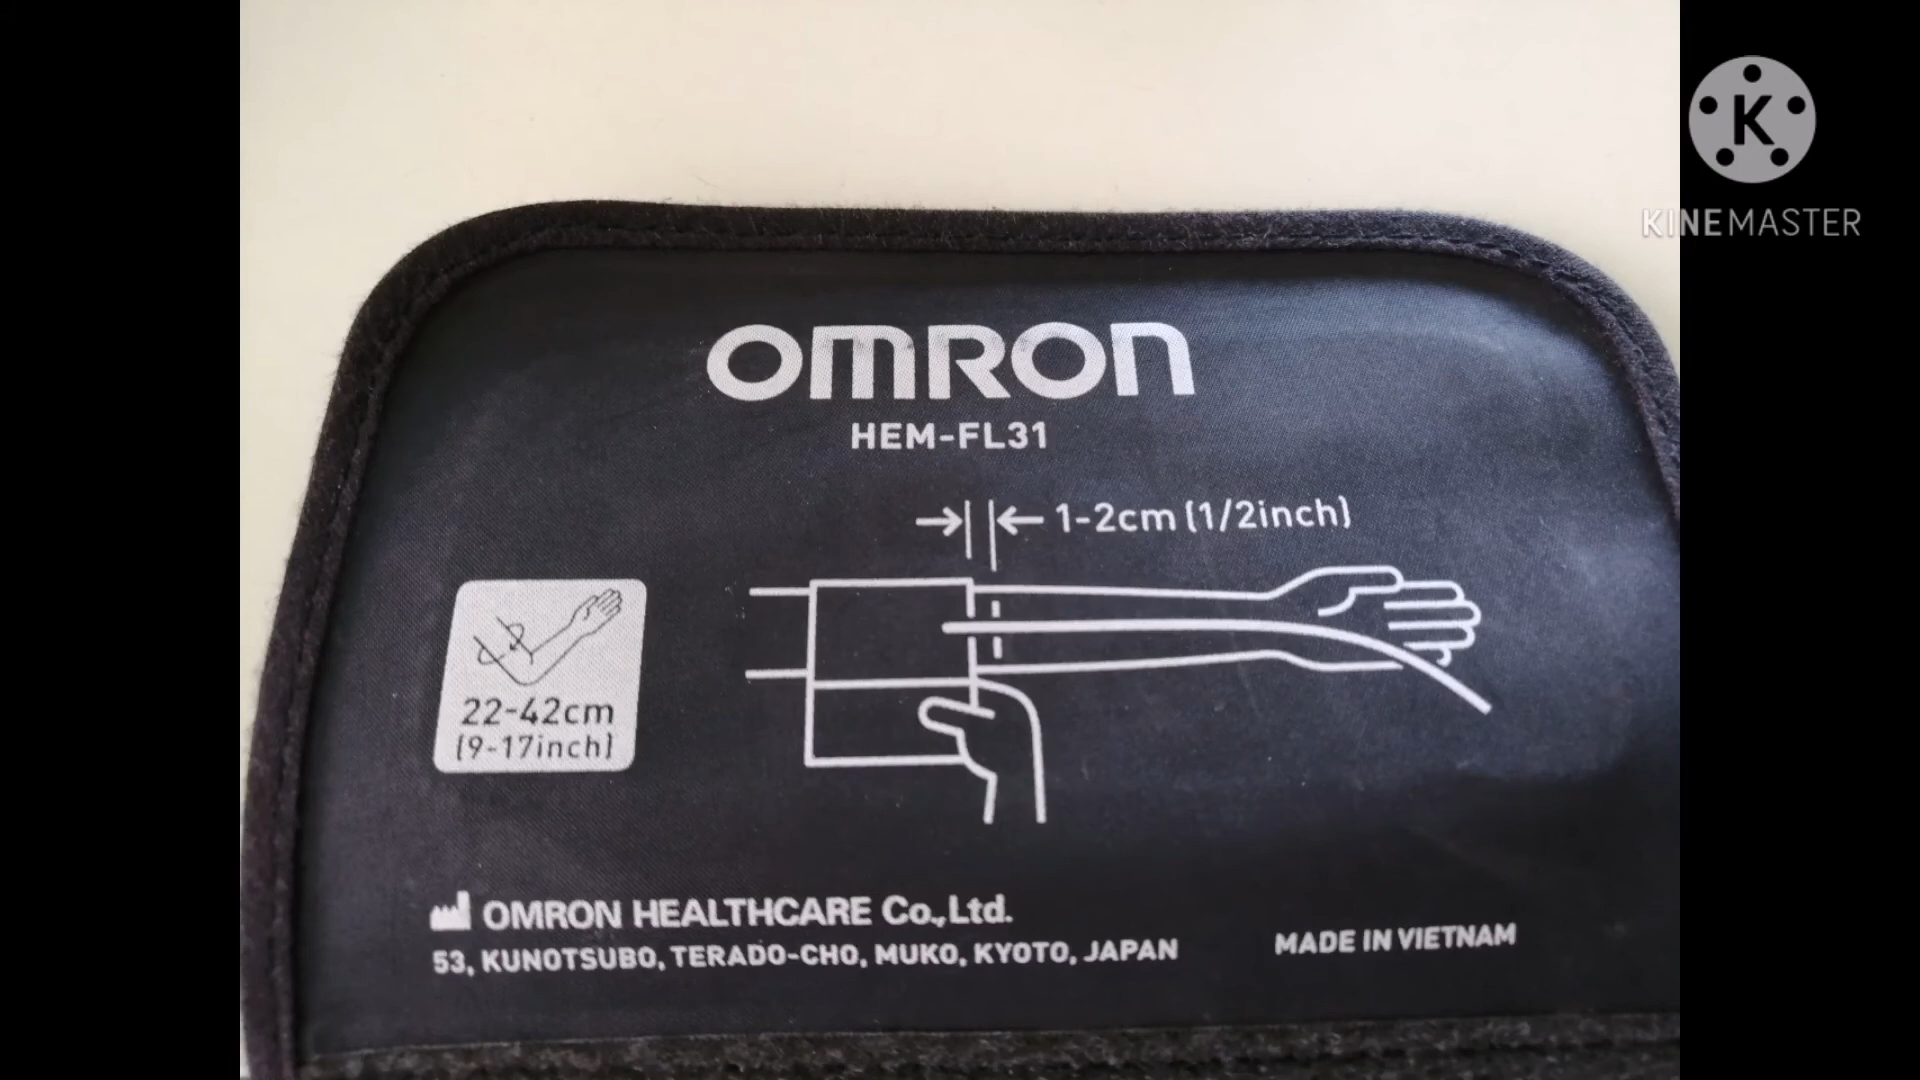 OMRON
HEM-FL31
1-2cm (1/2inch)
22-42cm
(9-17inch)
OMRON HEALTHCARE Co.,Ltd.
53, KUNOTSUBO, TERADO-CHO, MUKO, KYOTO, JAPAN
MADE IN VIETNAM
K
KINEMASTER